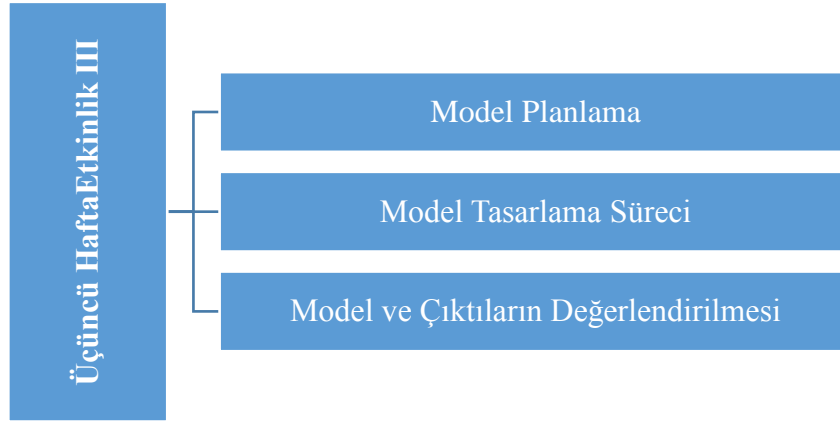 Üçüncü HaftaEtkinlik III
Model Planlama
Model Tasarlama Süreci
Model ve Çıktıların Değerlendirilmesi